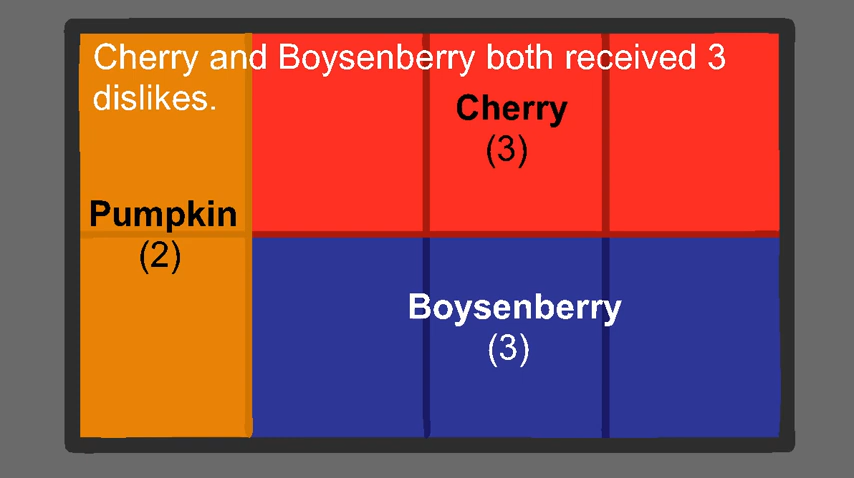 Cherry and Boysenberry both received 3
dislikes.
Cherry
(3)
Pumpkin
(2)
Boysenberry
(3)